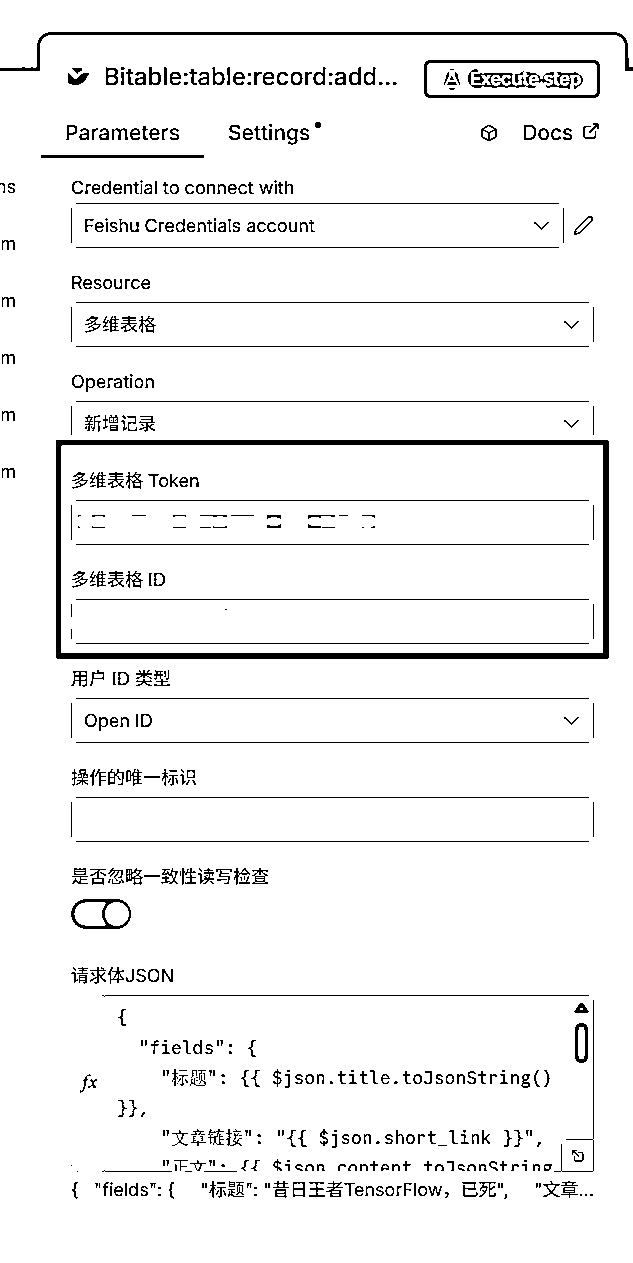 Bitable:table:record:add...
Execute step
Parameters
Settings
Docs
ns
Credential to connect with
Feishu Credentials account
m
Resource
m
多维表格
m
Operation
m
新增记录
m
多维表格 Token
多维表格 ID
用户 ID 类型
Open ID
操作的唯一标识
是否忽略一致性读写检查
请求体JSON
{
"fields": {
fx
"标题": {{ $json.title.toJsonString()
}},
"文章链接": "{{ $json.short_link }}",
"正文": {{ $json.content.toJsonString
{ "fields": { "标题": "昔日王者TensorFlow，已死", "文章...